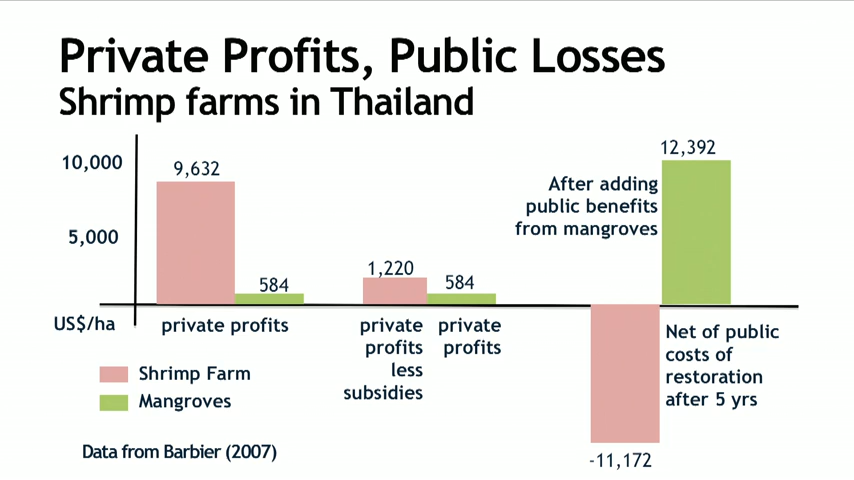 Private Profits, Public Losses
Shrimp farms in Thailand
10,000
5,000
US$/ha
9,632
584
private profits
1,220
584
private
profits
less
subsidies
private
profits
After adding
public benefits
from mangroves
12,392
-11,172
Net of public
costs of
restoration
after 5 yrs
Shrimp Farm
Mangroves
Data from Barbier (2007)